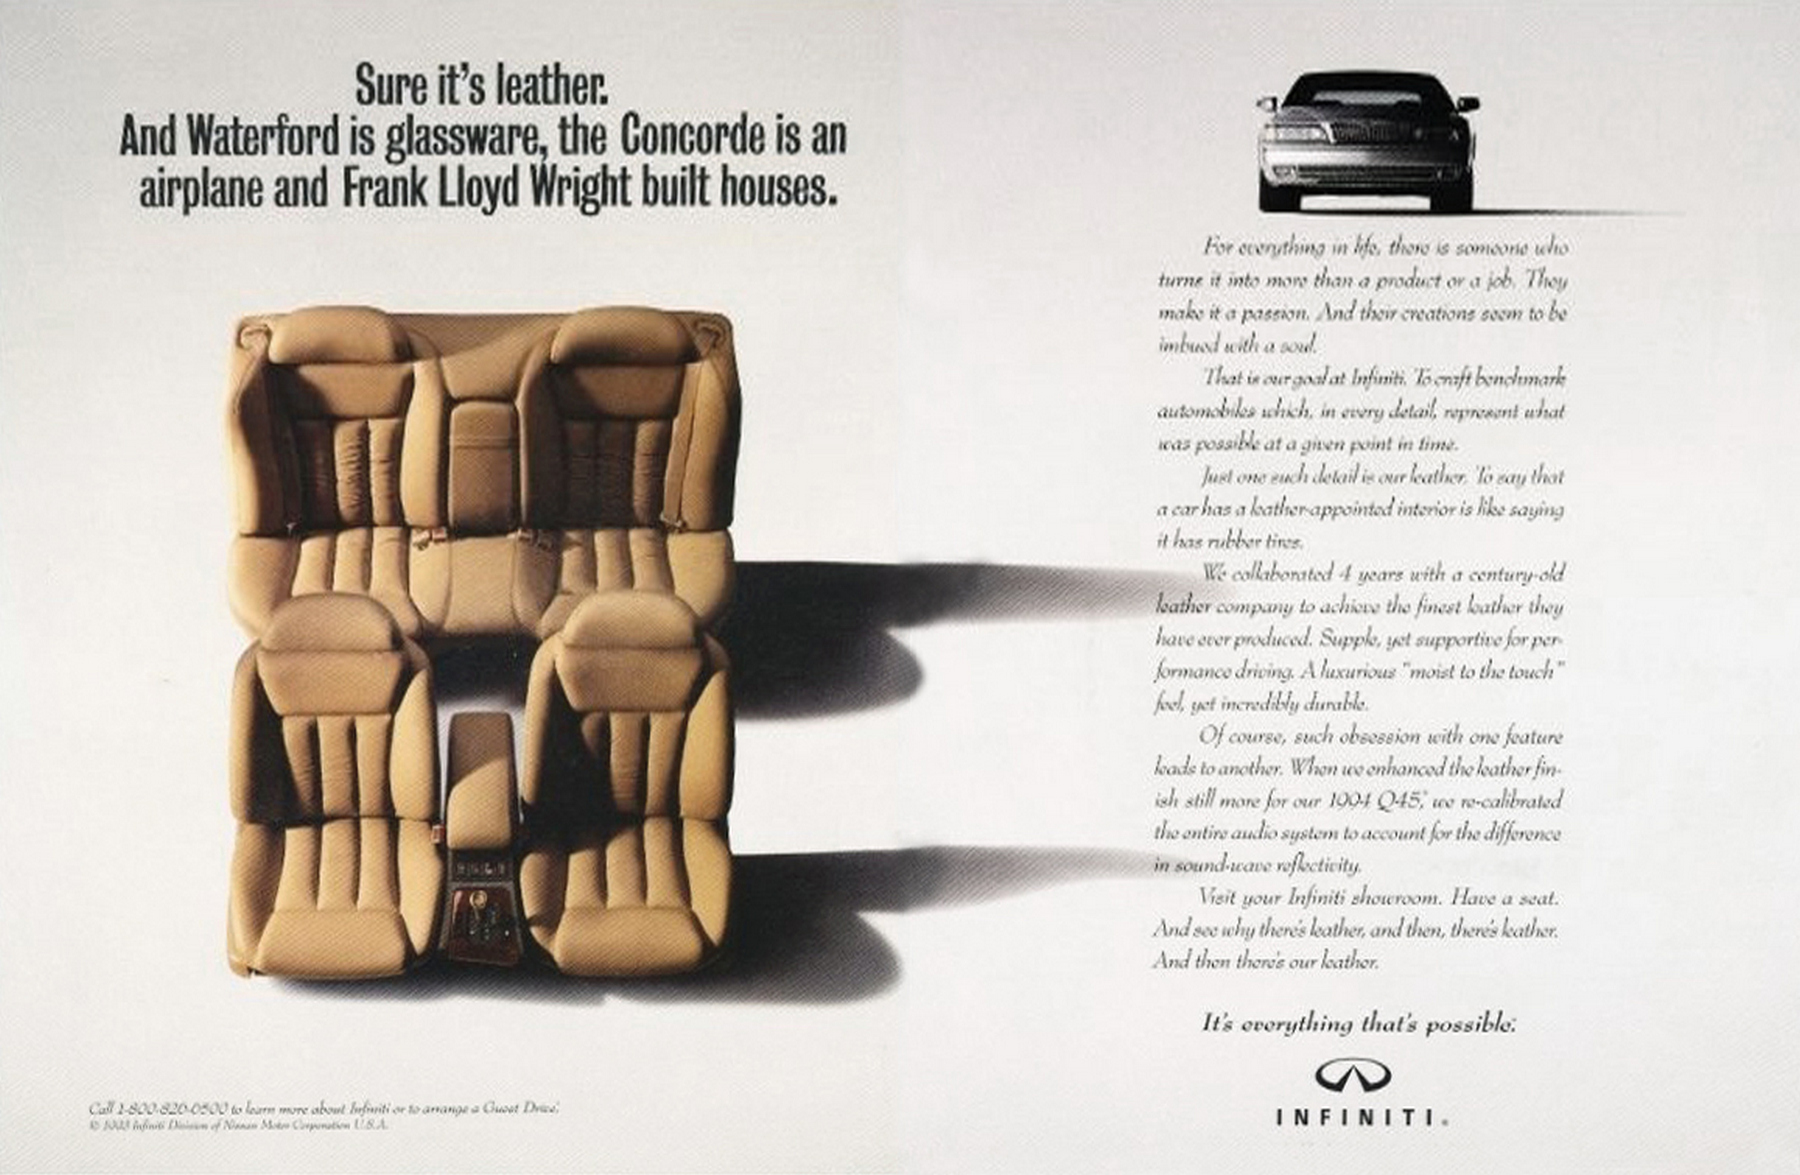 Sure it's leather.
And Waterford is glassware, the Concorde is an
airplane and Frank Lloyd Wright built houses.
For everything in life, there is someone who
turns it into more than a product or a job. They
make it a passion. And their creations seem to be
imbued with a soul.
That is our goal at Infiniti. To craft benchmark
automobiles which, in every detail, represent what
was possible at a given point in time.
Just one such detail is our leather. To say that
a car has a leather-appointed interior is like saying
it has rubber tires.
We collaborated 4 years with a century-old
leather company to achieve the finest leather they
have ever produced. Supple, yet supportive for per-
formance driving. A luxurious "moist to the touch"
feel, yet incredibly durable.
Of course, such obsession with one feature
leads to another. When we enhanced the leather fin-
ish still more for our 1994 Q45,® we re-calibrated
the entire audio system to account for the difference
in sound-wave reflectivity.
Visit your Infiniti showroom. Have a seat.
And see why there's leather, and then, there's leather.
And then there's our leather.
It's everything that's possible.
INFINITI®
Call 1-800-826-6500 to learn more about Infiniti or to arrange a Guest Drive.
© 1993 Infiniti Division of Nissan Motor Corporation U.S.A.